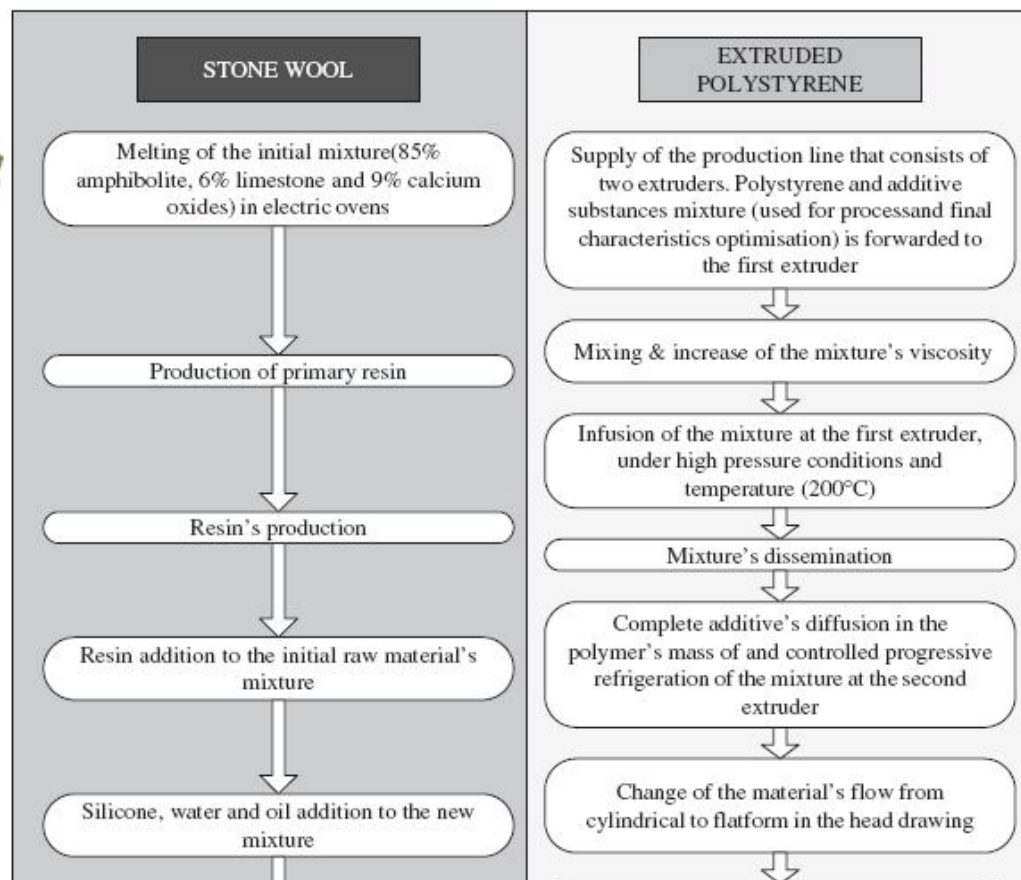 STONE WOOL
Melting of the initial mixture(85%
amphibolite, 6% limestone and 9% calcium
oxides) in electric ovens
Production of primary resin
Resin's production
Resin addition to the initial raw material's
mixture
Silicone, water and oil addition to the new
mixture
EXTRUDED
POLYSTYRENE
Supply of the production line that consists of
two extruders. Polystyrene and additive
substances mixture (used for processand final
characteristics optimisation) is forwarded to
the first extruder
Mixing & increase of the mixture's viscosity
Infusion of the mixture at the first extruder,
under high pressure conditions and
temperature (200°C)
Mixture's dissemination
Complete additive's diffusion in the
polymer's mass of and controlled progressive
refrigeration of the mixture at the second
extruder
Change of the material's flow from
cylindrical to flatform in the head drawing